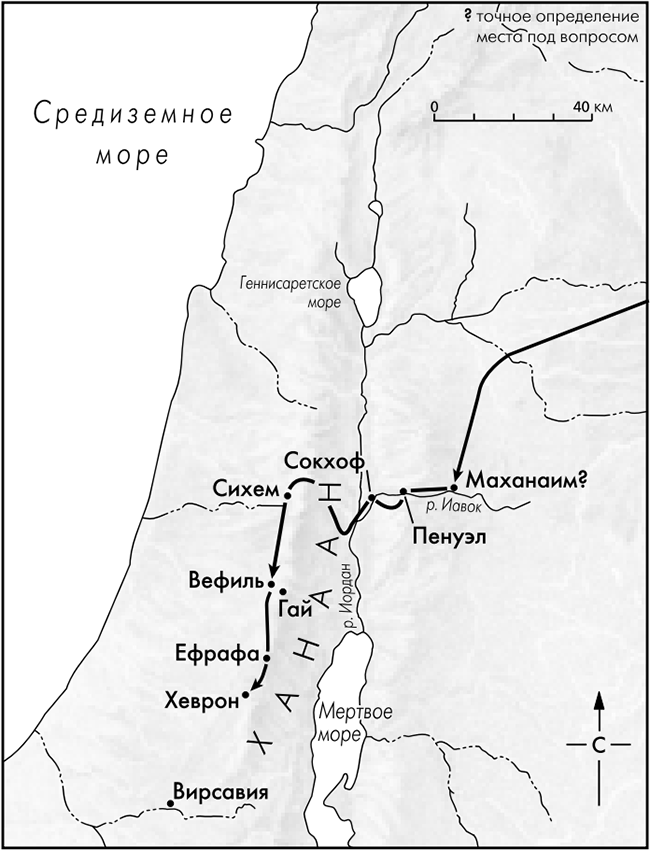 ? точное определение
места под вопросом
0 40 км
Средиземное
море
Геннисаретское
море
Сокхоф
Сихем
Маханаим?
р. Иавок
Пенуэл
Вефиль
Гай
р. Иордан
Ефрафа
Хеврон
ХАНААН
Мертвое
море
С
Вирсавия